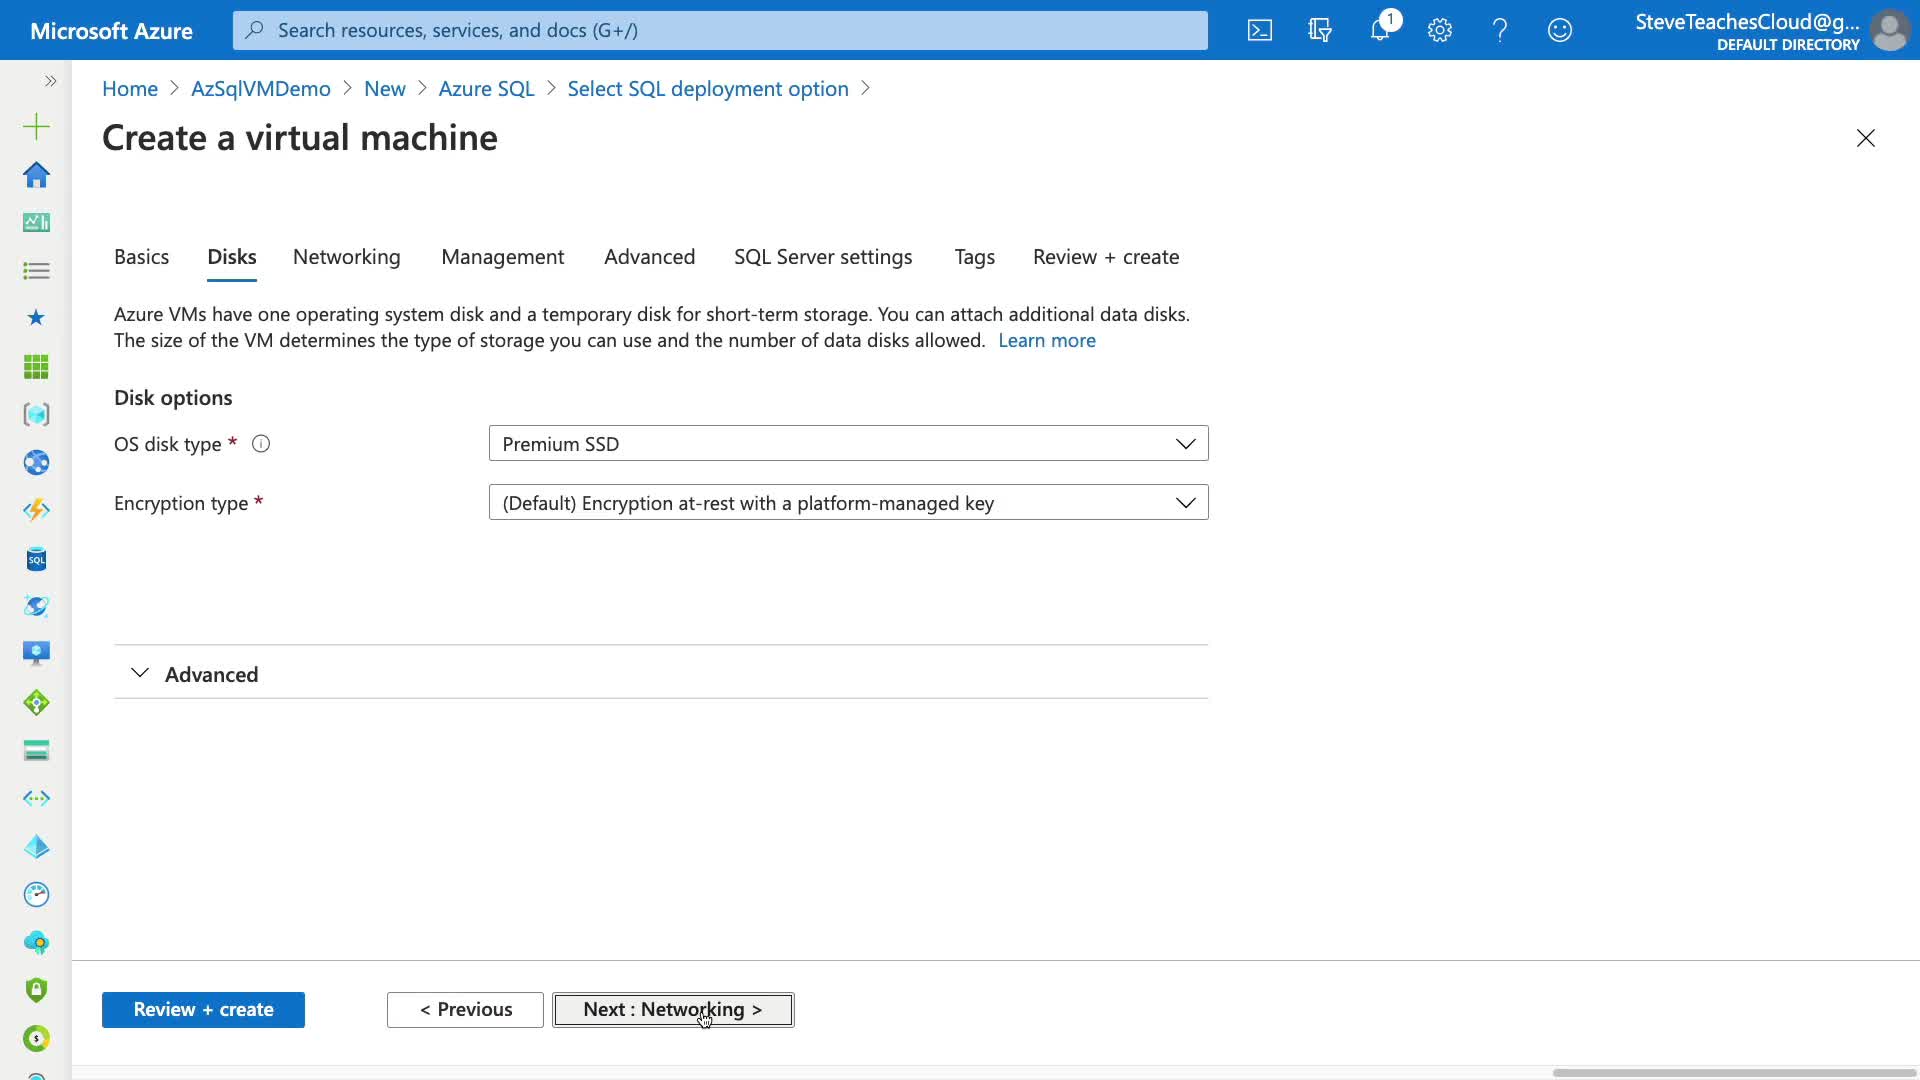 Microsoft Azure
Search resources, services, and docs (G+/)
1
SteveTeachesCloud@g...
DEFAULT DIRECTORY
Home > AzSqlVMDemo > New > Azure SQL > Select SQL deployment option >
Create a virtual machine
Basics Disks Networking Management Advanced SQL Server settings Tags Review + create
Azure VMs have one operating system disk and a temporary disk for short-term storage. You can attach additional data disks.
The size of the VM determines the type of storage you can use and the number of data disks allowed. Learn more
Disk options
OS disk type * Premium SSD
Encryption type * (Default) Encryption at-rest with a platform-managed key
SQL
Advanced
Review + create < Previous Next : Networking >